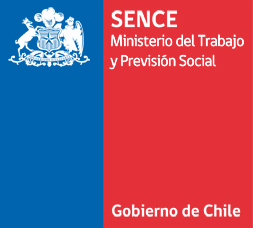 SENCE
Ministerio del Trabajo
y Previsión Social
Gobierno de Chile